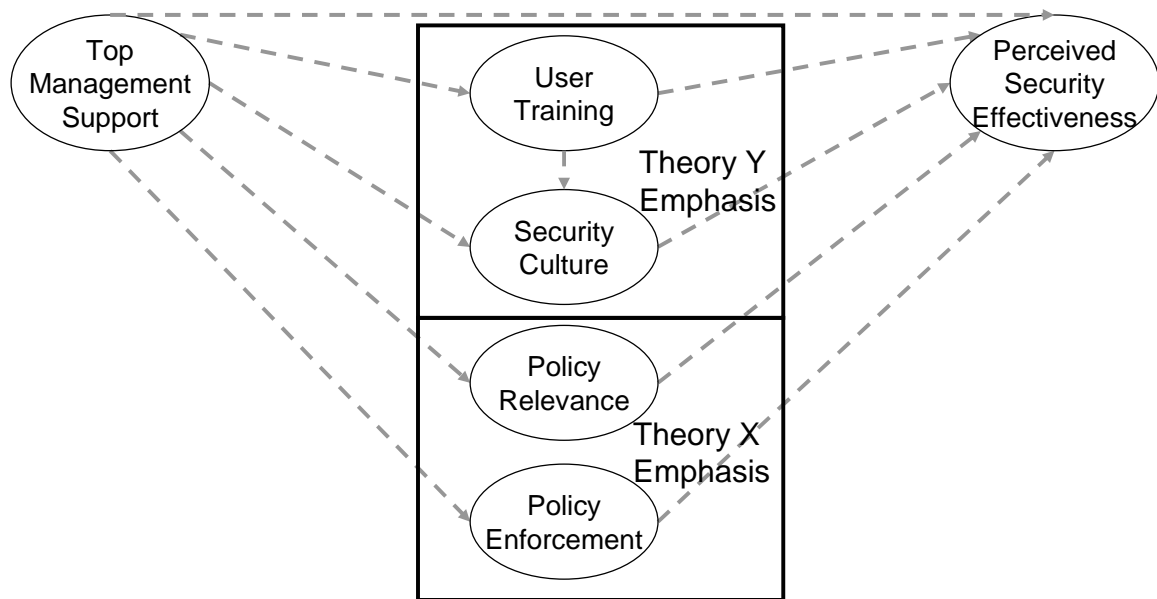 Top
Management
Support
User
Training
Security
Culture
Theory Y
Emphasis
Policy
Relevance
Policy
Enforcement
Theory X
Emphasis
Perceived
Security
Effectiveness